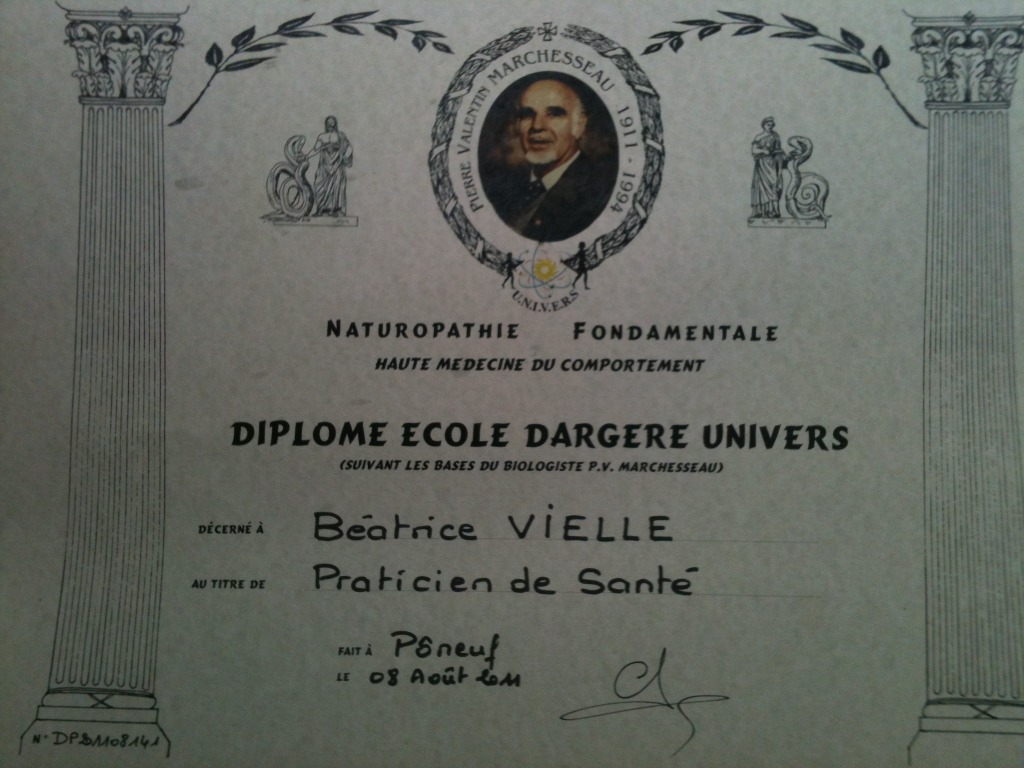 PIERRE VALENTIN MARCHESSEAU 1911 - 1994
U.N.I.V.E.R.S
NATUROPATHIE FONDAMENTALE
HAUTE MEDECINE DU COMPORTEMENT
DIPLOME ECOLE DARGERE UNIVERS
(SUIVANT LES BASES DU BIOLOGISTE P.V. MARCHESSEAU)
DÉCERNÉ À Béatrice VIELLE
AU TITRE DE Praticien de Santé
FAIT À
LE 08 Août 2011
N°